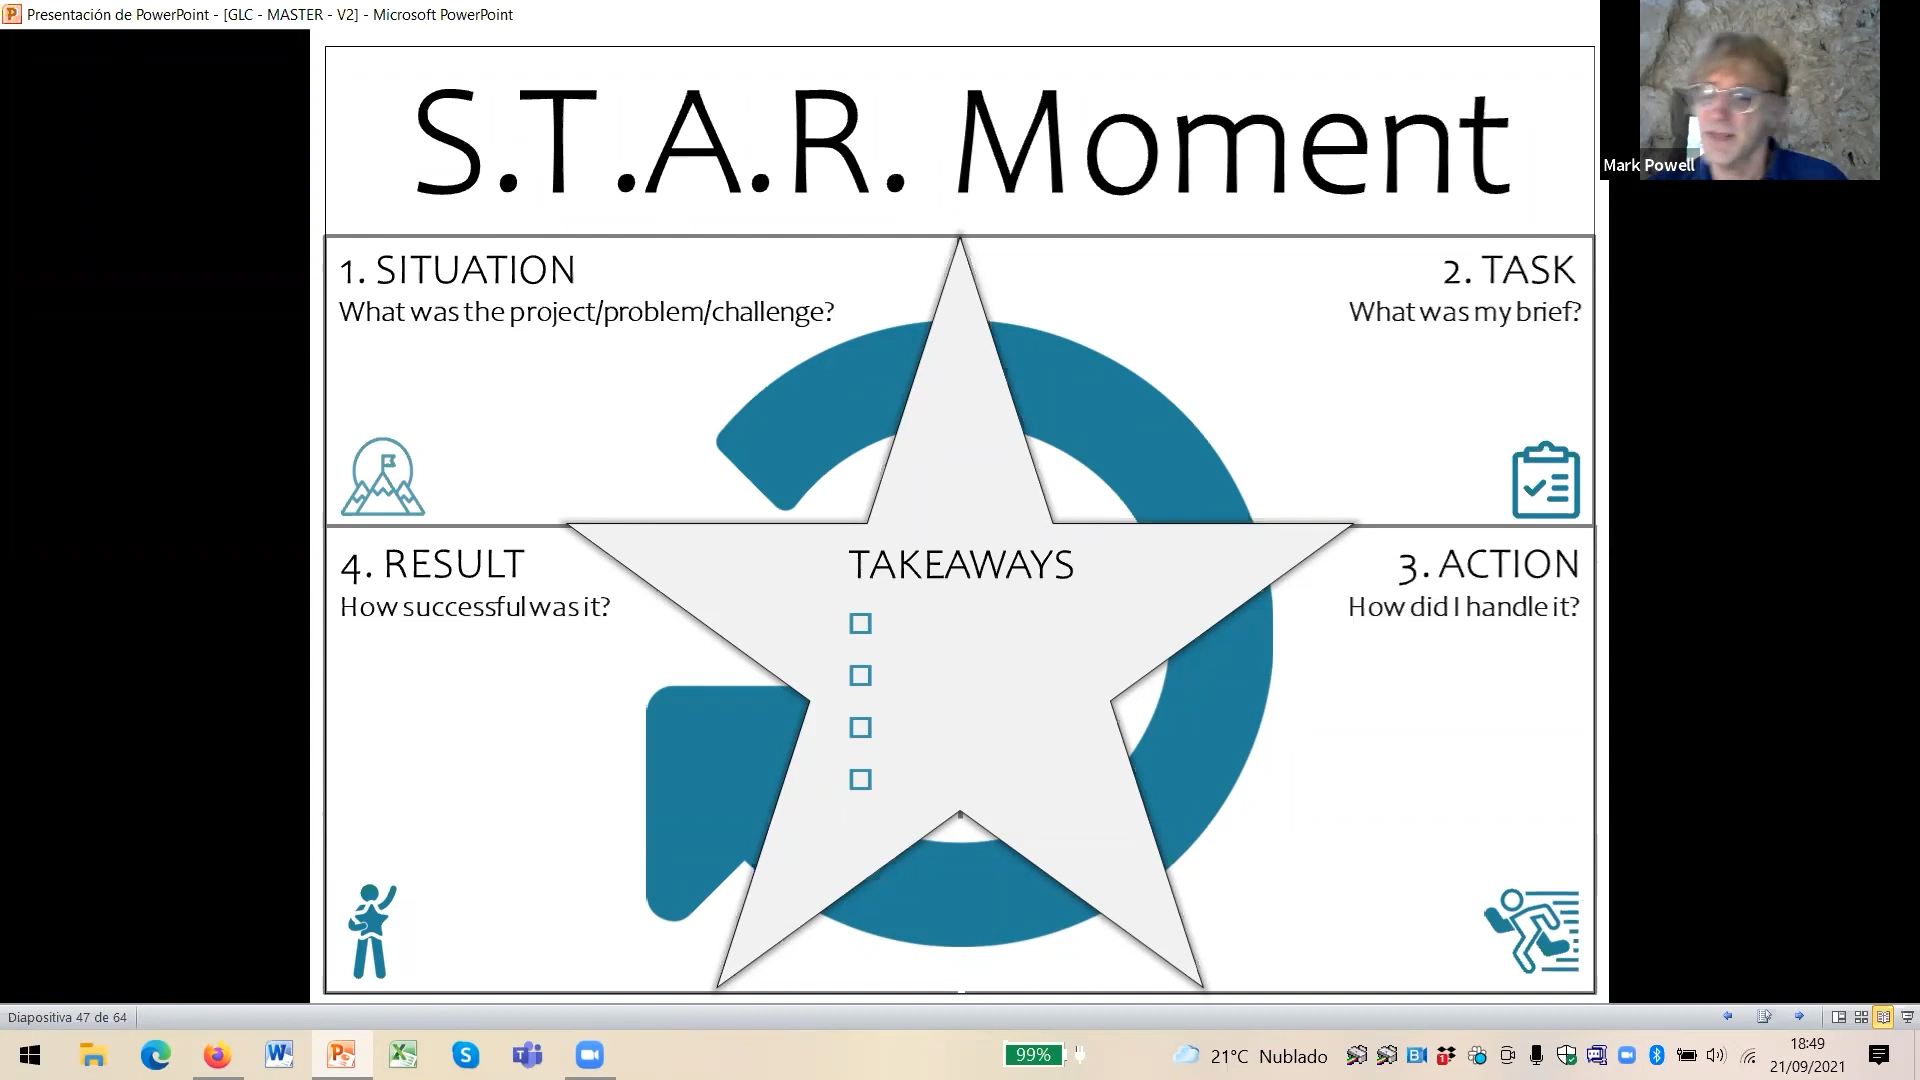 Presentación de PowerPoint - [GLC - MASTER - V2] - Microsoft PowerPoint
S.T.A.R. Moment
Mark Powell
1. SITUATION
What was the project/problem/challenge?
2. TASK
What was my brief?
4. RESULT
How successful was it?
TAKEAWAYS
3. ACTION
How did I handle it?
Diapositiva 47 de 64
99%
21°C Nublado
18:49
21/09/2021